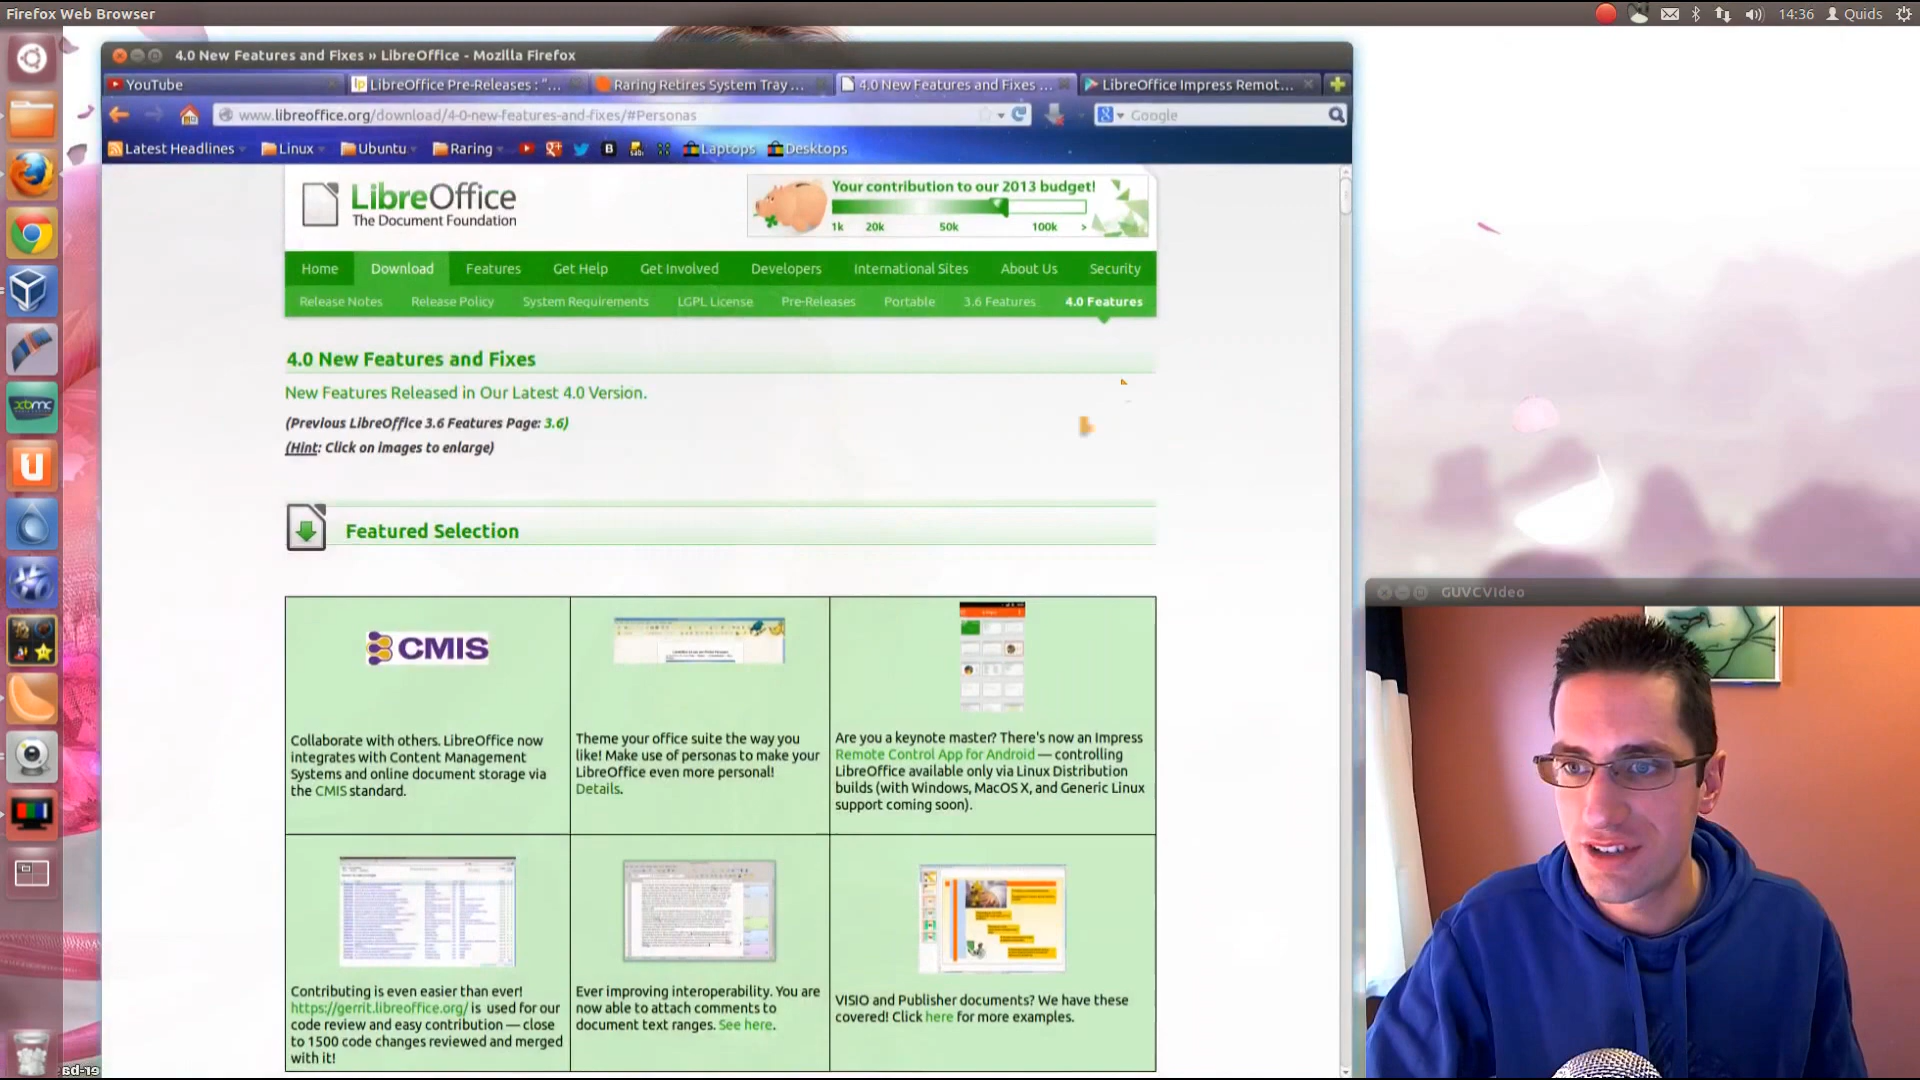 Firefox Web Browser
14:36 Quids
4.0 New Features and Fixes » LibreOffice - Mozilla Firefox
YouTube
LibreOffice Pre-Releases : "...
Raring Retires System Tray ...
4.0 New Features and Fixes ...
LibreOffice Impress Remot...
www.libreoffice.org/download/4-0-new-features-and-fixes/#Personas
Google
Latest Headlines
Linux
Ubuntu
Raring
Laptops
Desktops
LibreOffice
The Document Foundation
Your contribution to our 2013 budget!
1k 20k 50k 100k >
Home Download Features Get Help Get Involved Developers International Sites About Us Security
Release Notes Release Policy System Requirements LGPL License Pre-Releases Portable 3.6 Features 4.0 Features
4.0 New Features and Fixes
New Features Released in Our Latest 4.0 Version.
(Previous LibreOffice 3.6 Features Page: 3.6)
(Hint: Click on images to enlarge)
Featured Selection
CMIS
Collaborate with others. LibreOffice now
integrates with Content Management
Systems and online document storage via
the CMIS standard.
Theme your office suite the way you
like! Make use of personas to make your
LibreOffice even more personal!
Details.
Are you a keynote master? There's now an Impress
Remote Control App for Android — controlling
LibreOffice available only via Linux Distribution
builds (with Windows, MacOS X, and Generic Linux
support coming soon).
Contributing is even easier than ever!
https://gerrit.libreoffice.org/ is used for our
code review and easy contribution — close
to 1500 code changes reviewed and merged
with it!
Ever improving interoperability. You are
now able to attach comments to
document text ranges. See here.
VISIO and Publisher documents? We have these
covered! Click here for more examples.
GUVCVideo
xbmc